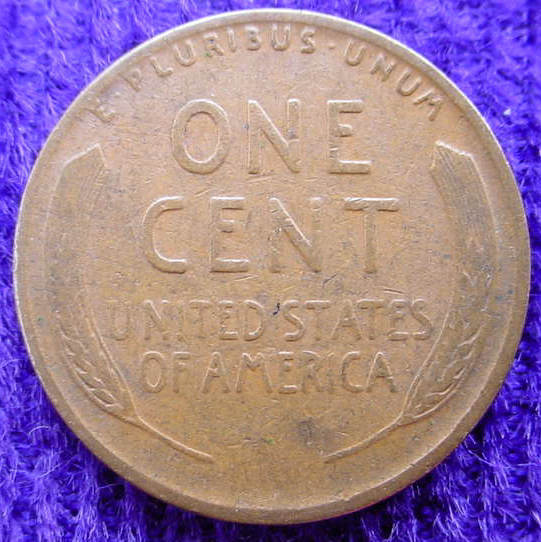 E PLURIBUS · UNUM
ONE
CENT
UNITED STATES
OF AMERICA